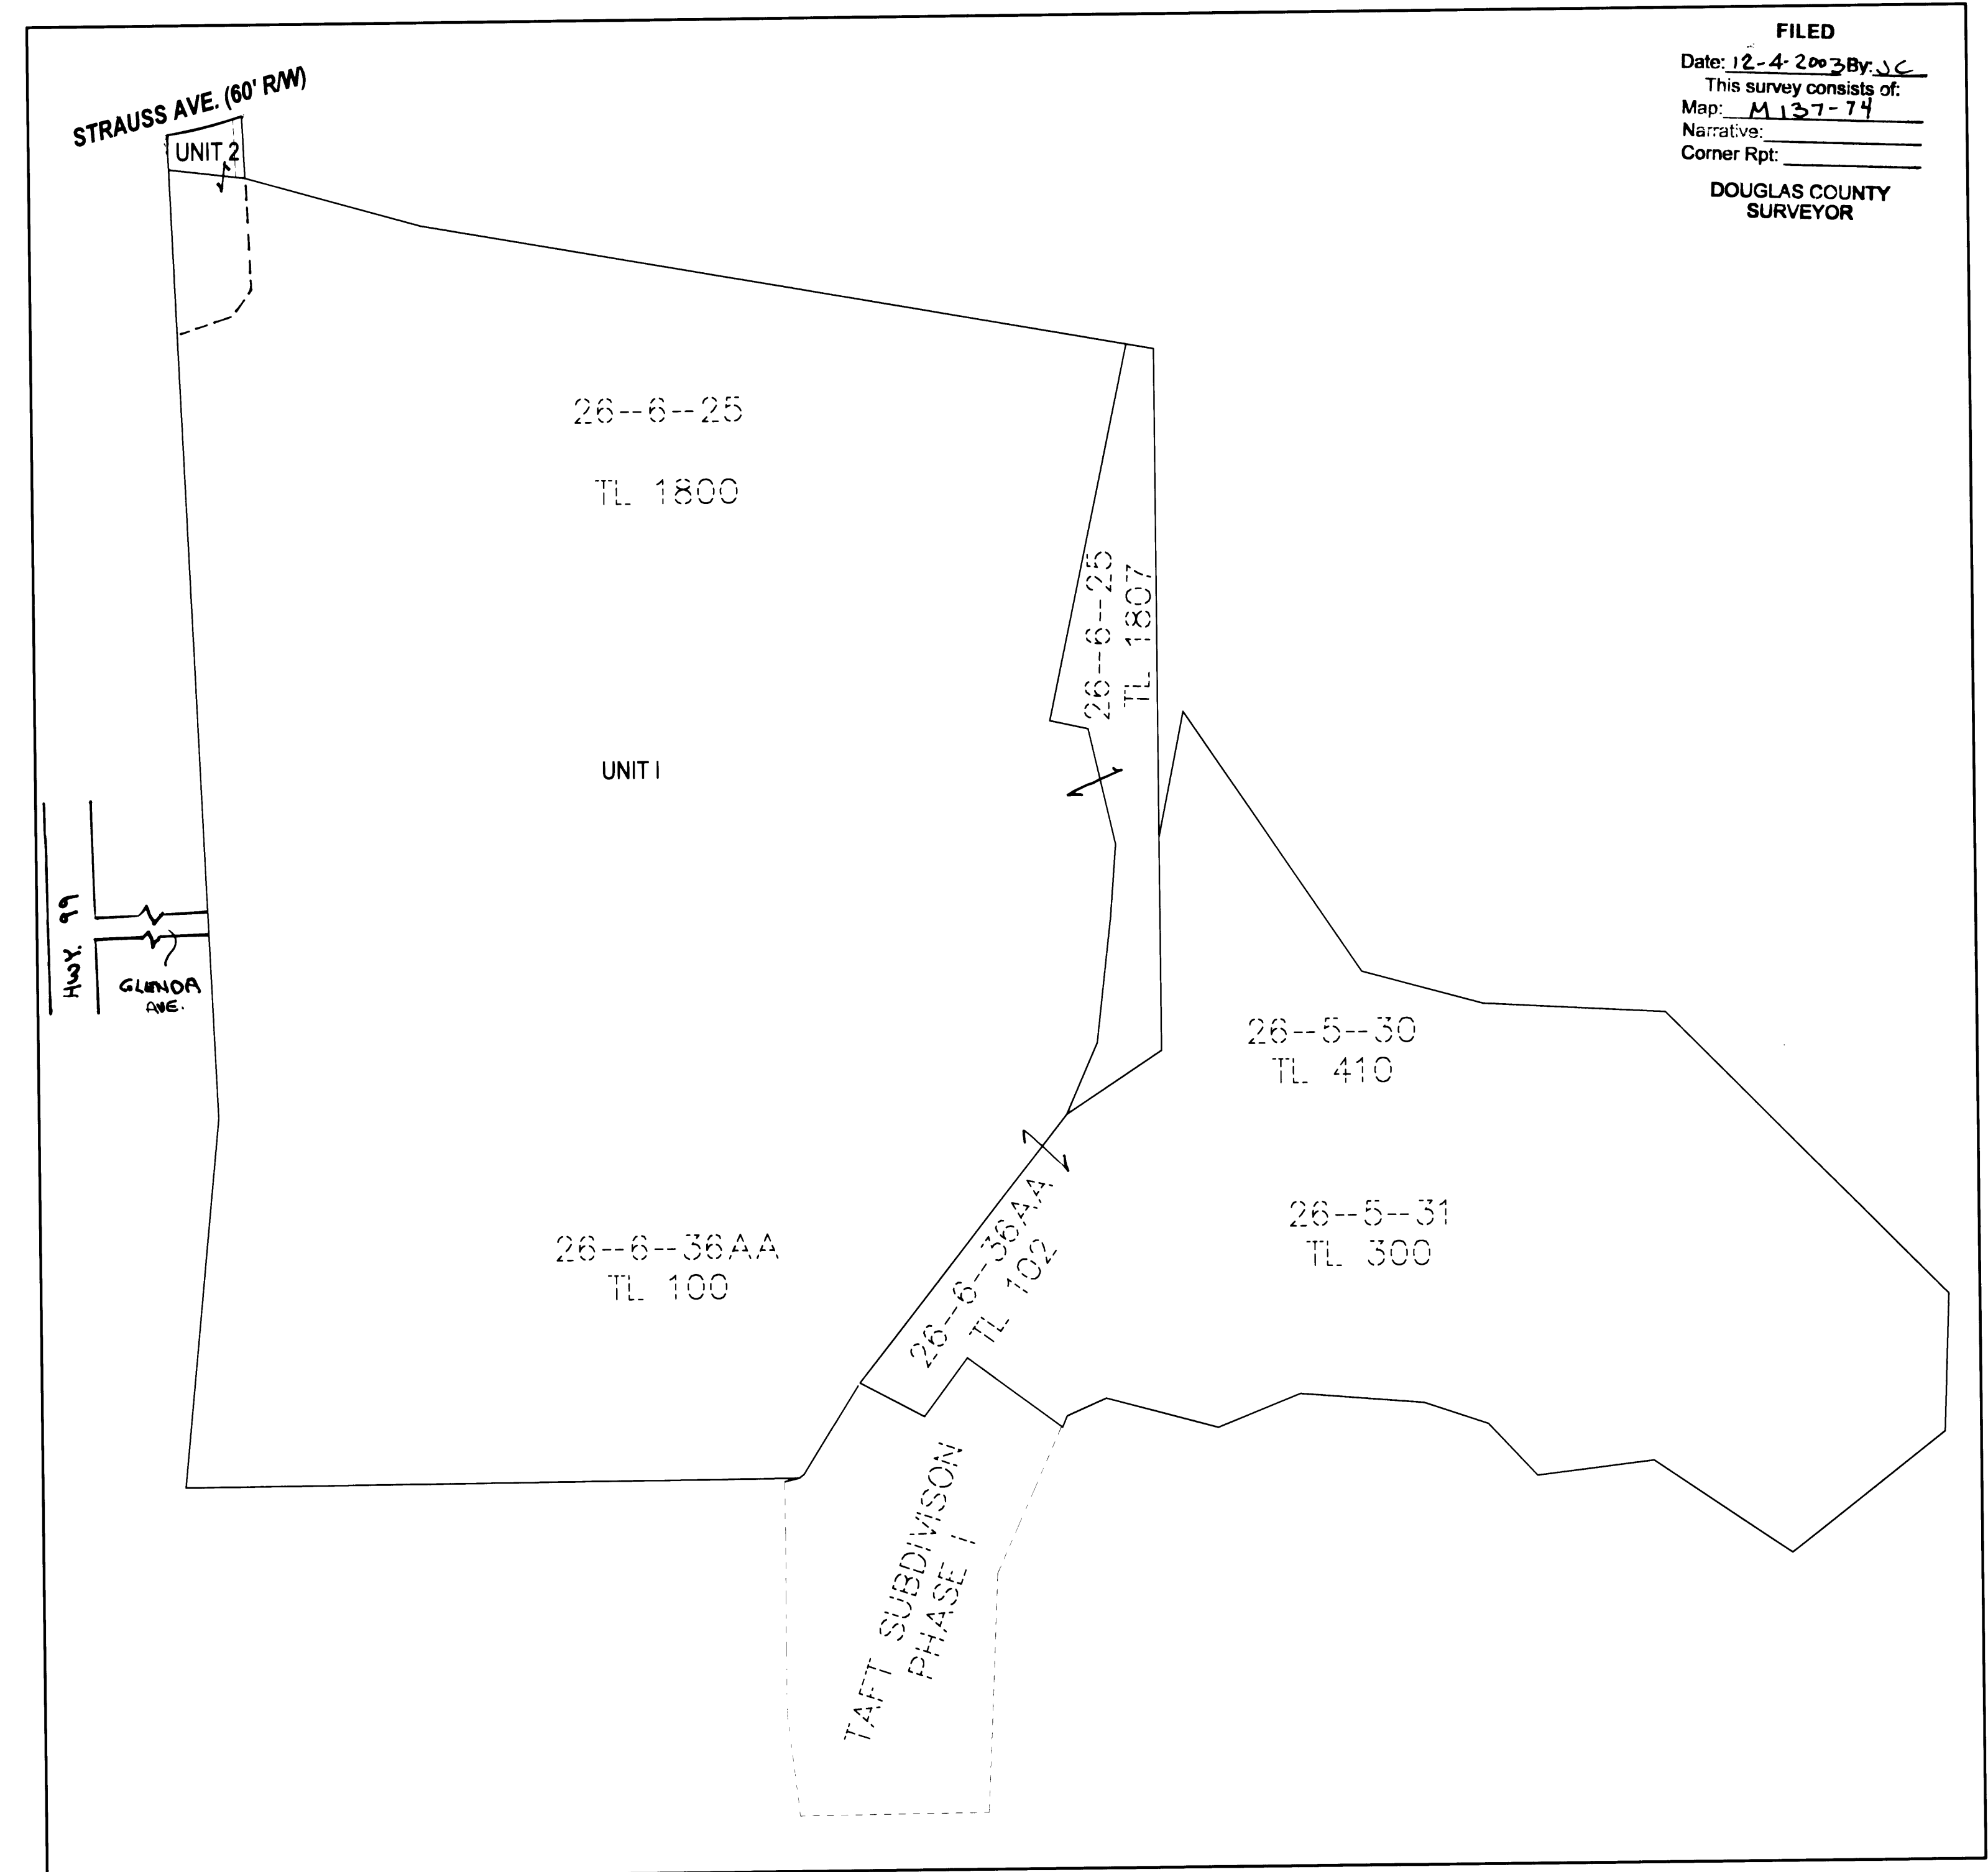 FILED
Date: 12-4-2003 By: JC
This survey consists of:
Map: M137-74
Narrative:
Corner Rpt:
DOUGLAS COUNTY
SURVEYOR
STRAUSS AVE. (60' R/W)
UNIT 2
26--6--25
TL 1800
26--6--25
TL 1807
UNIT I
HWY. 99
GLENDA
AVE.
26--5--30
TL 410
26--5--31
TL 300
26--6--36AA
TL 100
26--6--36AA
TL 102
TAFT SUBDIVISON
PHASE I